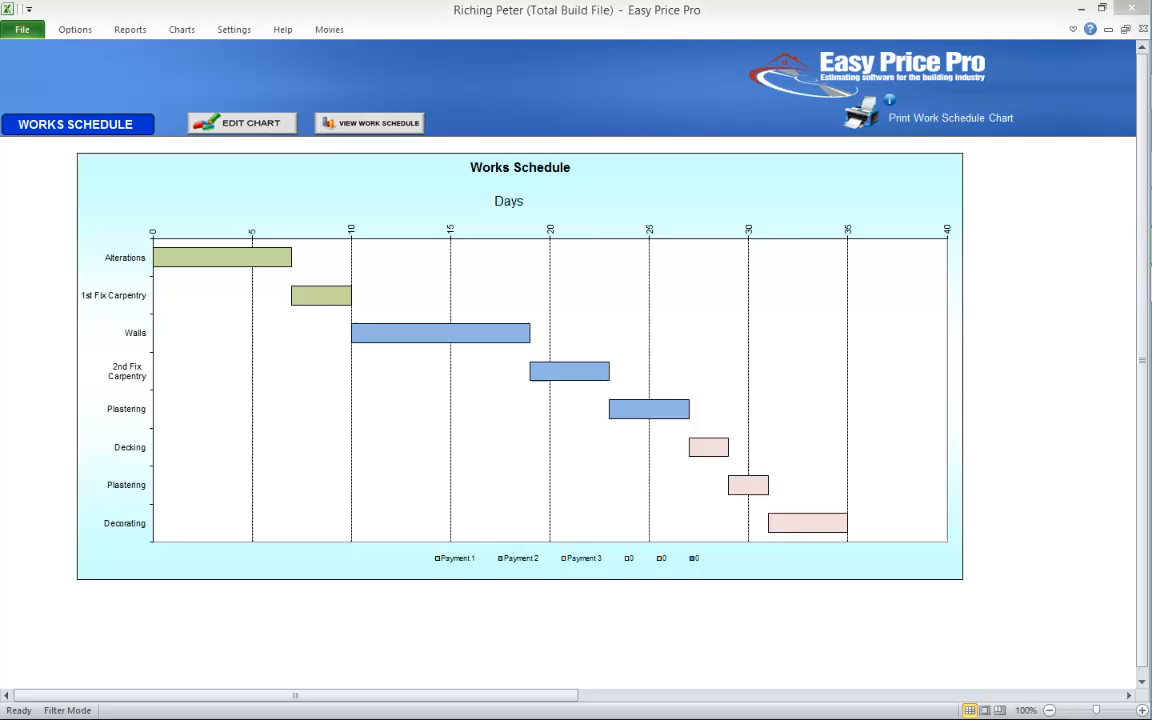 Richting Peter (Total Build File) - Easy Price Pro
File Options Reports Charts Settings Help Movies
Easy Price Pro
Estimating software for the building industry
WORKS SCHEDULE EDIT CHART VIEW WORK SCHEDULE Print Work Schedule Chart
Works Schedule
Days
0 5 10 15 20 25 30 35 40
Alterations
1st Fix Carpentry
Walls
2nd Fix
Carpentry
Plastering
Decking
Plastering
Decorating
Payment 1 Payment 2 Payment 3 0 0 0
Ready Filter Mode 100%